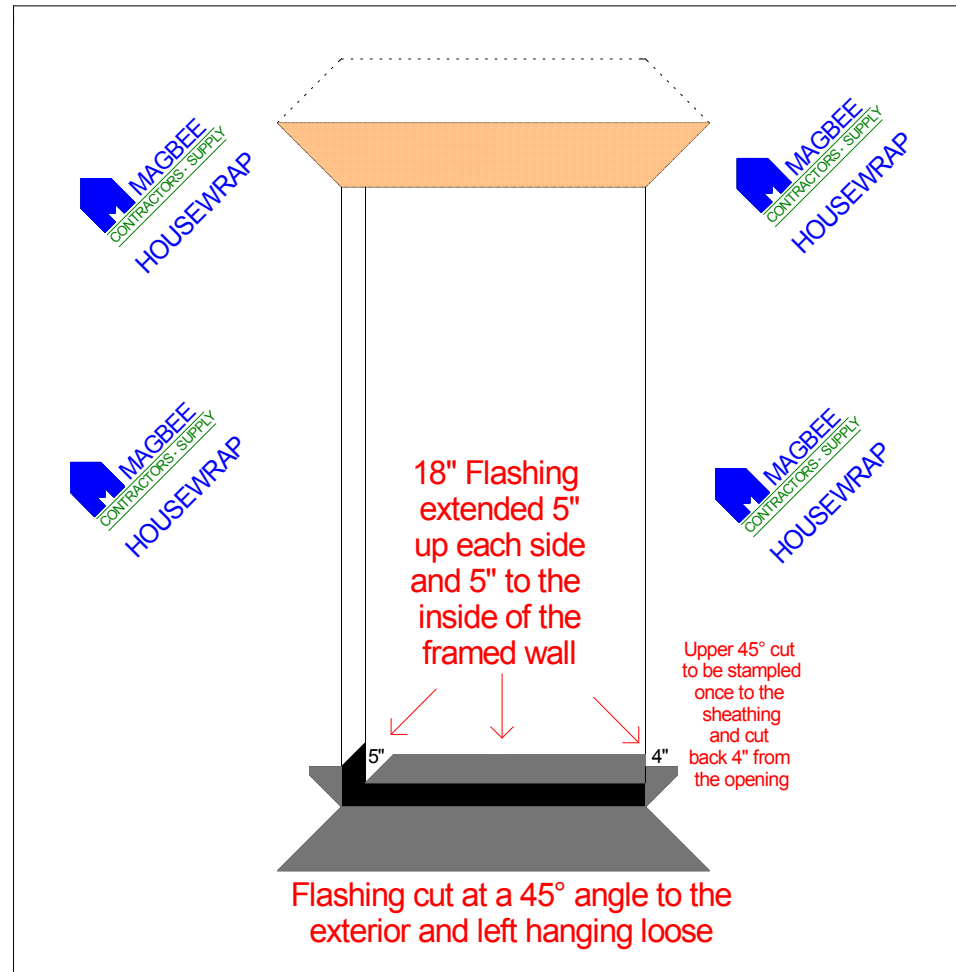 MAGBEE
CONTRACTORS · SUPPLY
HOUSEWRAP
MAGBEE
CONTRACTORS · SUPPLY
HOUSEWRAP
MAGBEE
CONTRACTORS · SUPPLY
HOUSEWRAP
MAGBEE
CONTRACTORS · SUPPLY
HOUSEWRAP
18" Flashing
extended 5"
up each side
and 5" to the
inside of the
framed wall
Upper 45° cut
to be stampled
once to the
sheathing
and cut
back 4" from
the opening
5"
4"
Flashing cut at a 45° angle to the
exterior and left hanging loose